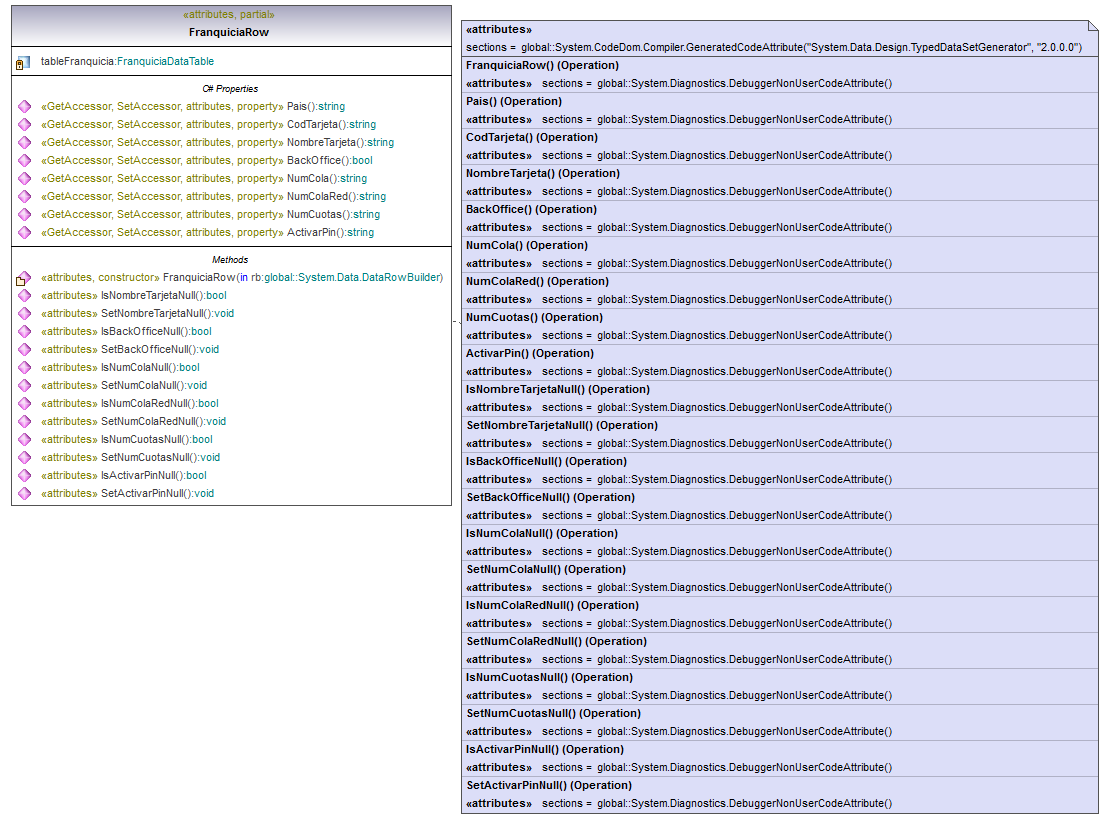 «attributes, partial»
FranquiciaRow
tableFranquicia:FranquiciaDataTable
C# Properties
«GetAccessor, SetAccessor, attributes, property» Pais():string
«GetAccessor, SetAccessor, attributes, property» CodTarjeta():string
«GetAccessor, SetAccessor, attributes, property» NombreTarjeta():string
«GetAccessor, SetAccessor, attributes, property» BackOffice():bool
«GetAccessor, SetAccessor, attributes, property» NumCola():string
«GetAccessor, SetAccessor, attributes, property» NumColaRed():string
«GetAccessor, SetAccessor, attributes, property» NumCuotas():string
«GetAccessor, SetAccessor, attributes, property» ActivarPin():string
Methods
«attributes, constructor» FranquiciaRow(in rb:global::System.Data.DataRowBuilder)
«attributes» IsNombreTarjetaNull():bool
«attributes» SetNombreTarjetaNull():void
«attributes» IsBackOfficeNull():bool
«attributes» SetBackOfficeNull():void
«attributes» IsNumColaNull():bool
«attributes» SetNumColaNull():void
«attributes» IsNumColaRedNull():bool
«attributes» SetNumColaRedNull():void
«attributes» IsNumCuotasNull():bool
«attributes» SetNumCuotasNull():void
«attributes» IsActivarPinNull():bool
«attributes» SetActivarPinNull():void
«attributes»
sections = global::System.CodeDom.Compiler.GeneratedCodeAttribute("System.Data.Design.TypedDataSetGenerator", "2.0.0.0")
FranquiciaRow() (Operation)
«attributes» sections = global::System.Diagnostics.DebuggerNonUserCodeAttribute()
Pais() (Operation)
«attributes» sections = global::System.Diagnostics.DebuggerNonUserCodeAttribute()
CodTarjeta() (Operation)
«attributes» sections = global::System.Diagnostics.DebuggerNonUserCodeAttribute()
NombreTarjeta() (Operation)
«attributes» sections = global::System.Diagnostics.DebuggerNonUserCodeAttribute()
BackOffice() (Operation)
«attributes» sections = global::System.Diagnostics.DebuggerNonUserCodeAttribute()
NumCola() (Operation)
«attributes» sections = global::System.Diagnostics.DebuggerNonUserCodeAttribute()
NumColaRed() (Operation)
«attributes» sections = global::System.Diagnostics.DebuggerNonUserCodeAttribute()
NumCuotas() (Operation)
«attributes» sections = global::System.Diagnostics.DebuggerNonUserCodeAttribute()
ActivarPin() (Operation)
«attributes» sections = global::System.Diagnostics.DebuggerNonUserCodeAttribute()
IsNombreTarjetaNull() (Operation)
«attributes» sections = global::System.Diagnostics.DebuggerNonUserCodeAttribute()
SetNombreTarjetaNull() (Operation)
«attributes» sections = global::System.Diagnostics.DebuggerNonUserCodeAttribute()
IsBackOfficeNull() (Operation)
«attributes» sections = global::System.Diagnostics.DebuggerNonUserCodeAttribute()
SetBackOfficeNull() (Operation)
«attributes» sections = global::System.Diagnostics.DebuggerNonUserCodeAttribute()
IsNumColaNull() (Operation)
«attributes» sections = global::System.Diagnostics.DebuggerNonUserCodeAttribute()
SetNumColaNull() (Operation)
«attributes» sections = global::System.Diagnostics.DebuggerNonUserCodeAttribute()
IsNumColaRedNull() (Operation)
«attributes» sections = global::System.Diagnostics.DebuggerNonUserCodeAttribute()
SetNumColaRedNull() (Operation)
«attributes» sections = global::System.Diagnostics.DebuggerNonUserCodeAttribute()
IsNumCuotasNull() (Operation)
«attributes» sections = global::System.Diagnostics.DebuggerNonUserCodeAttribute()
SetNumCuotasNull() (Operation)
«attributes» sections = global::System.Diagnostics.DebuggerNonUserCodeAttribute()
IsActivarPinNull() (Operation)
«attributes» sections = global::System.Diagnostics.DebuggerNonUserCodeAttribute()
SetActivarPinNull() (Operation)
«attributes» sections = global::System.Diagnostics.DebuggerNonUserCodeAttribute()